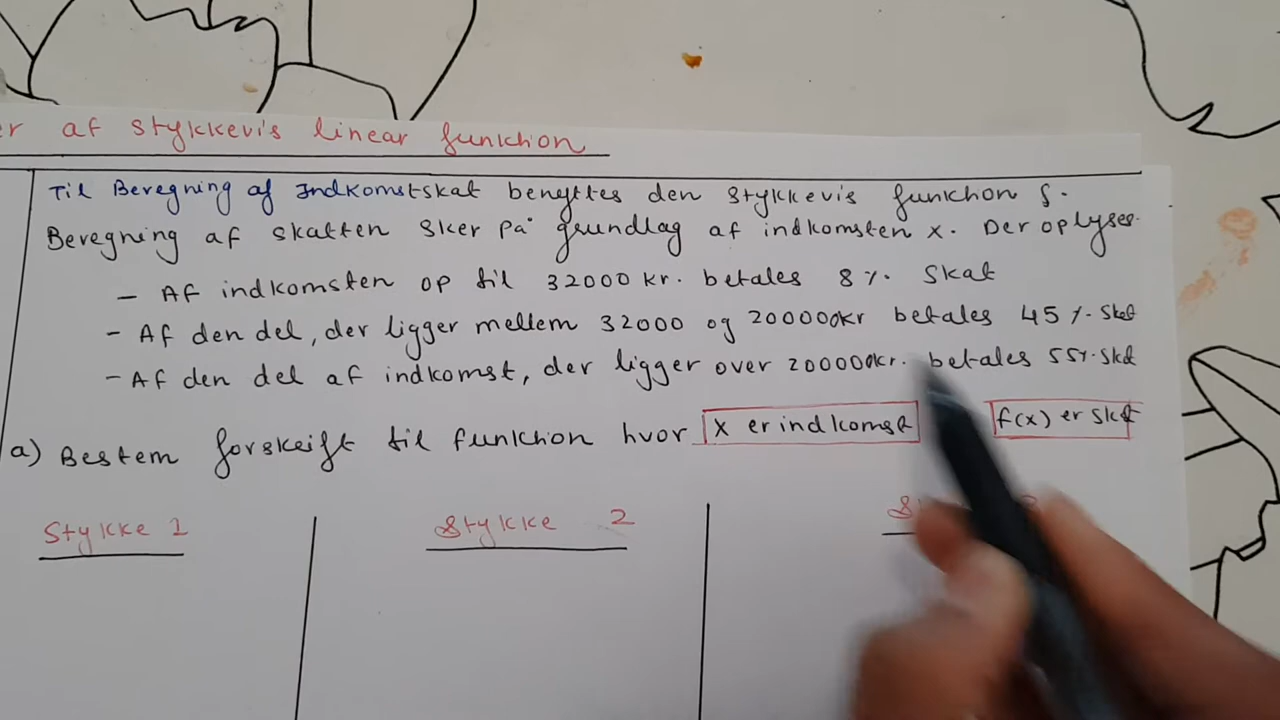 er af stykkevis linear funktion
Til Beregning af Indkomstskat benyttes den stykkevis funktion f.
Beregning af skatten sker på grundlag af indkomsten x. Der oplyses.
- Af indkomsten op til 32000 kr. betales 8 %. Skat
- Af den del, der ligger mellem 32000 og 200000kr betales 45 %. Skat
- Af den del af indkomst, der ligger over 200000kr. betales 55%. Skat
a) Bestem forskrift til funktion hvor x er indkomst f(x) er skat
Stykke 1 Stykke 2